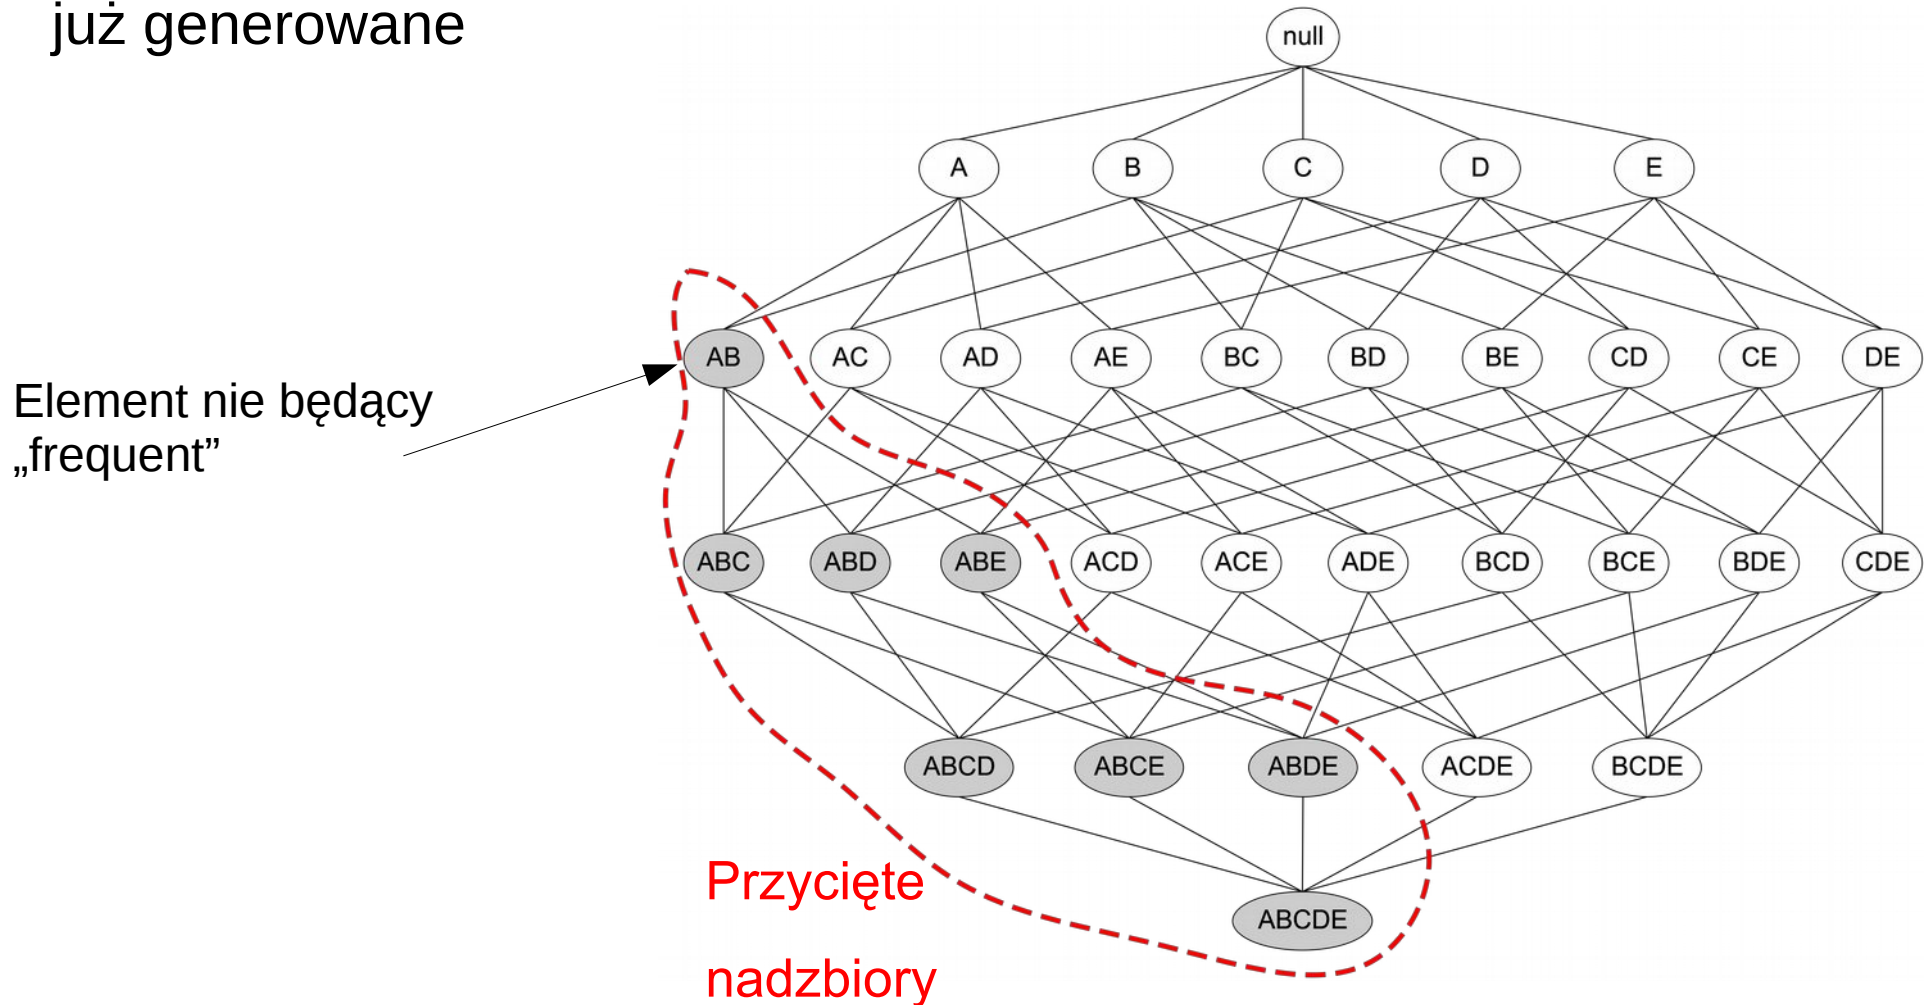 już generowane
null
A B C D E
AB AC AD AE BC BD BE CD CE DE
Element nie będący
„frequent”
ABC ABD ABE ACD ACE ADE BCD BCE BDE CDE
ABCD ABCE ABDE ACDE BCDE
Przycięte
ABCDE
nadzbiory